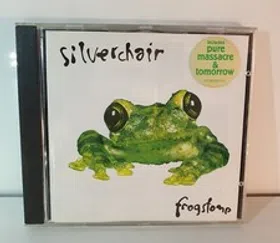 silverchair
includes
pure
massacre
&
tomorrow
frogstomp